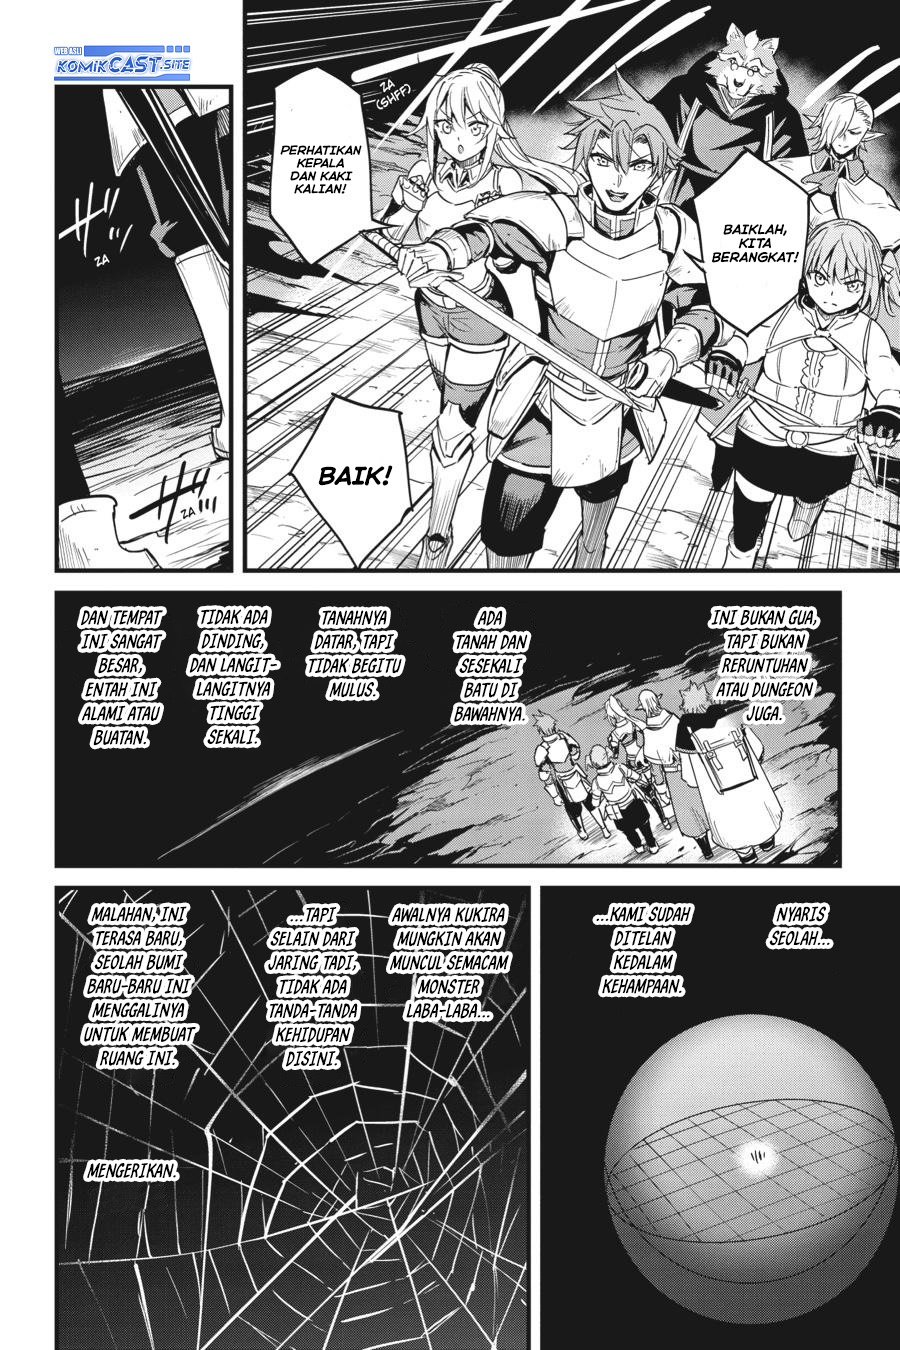 WEB ASLI
KOMIKCAST.SITE
BAIKLAH,
KITA
BERANGKAT!
ZA
(SHFF)
PERHATIKAN
KEPALA
DAN KAKI
KALIAN!
BAIK!
ZA
ZA
INI BUKAN GUA,
TAPI BUKAN
RERUNTUHAN
ATAU DUNGEON
JUGA.
ADA
TANAH DAN
SESEKALI
BATU DI
BAWAHNYA.
TANAHNYA
DATAR, TAPI
TIDAK BEGITU
MULUS.
TIDAK ADA
DINDING,
DAN LANGIT-
LANGITNYA
TINGGI
SEKALI.
DAN TEMPAT
INI SANGAT
BESAR,
ENTAH INI
ALAMI ATAU
BUATAN.
NYARIS
SEOLAH...
...KAMI SUDAH
DITELAN
KEDALAM
KEHAMPAAN.
AWALNYA KUKIRA
MUNGKIN AKAN
MUNCUL SEMACAM
MONSTER
LABA-LABA...
...TAPI
SELAIN DARI
JARING TADI,
TIDAK ADA
TANDA-TANDA
KEHIDUPAN
DISINI.
MALAHAN, INI
TERASA BARU,
SEOLAH BUMI
BARU-BARU INI
MENGGALINYA
UNTUK MEMBUAT
RUANG INI.
MENGERIKAN.